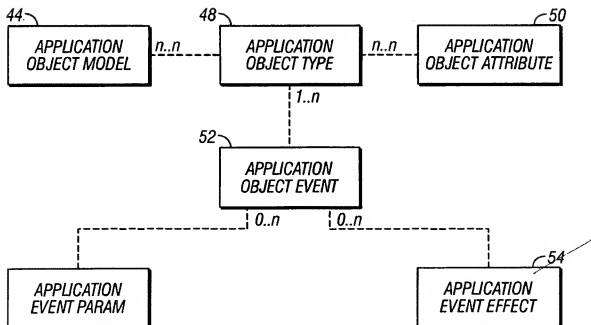 44
48
50
APPLICATION
OBJECT MODEL
n..n
APPLICATION
OBJECT TYPE
n..n
APPLICATION
OBJECT ATTRIBUTE
1..n
52
APPLICATION
OBJECT EVENT
0..n
0..n
54
APPLICATION
EVENT PARAM
APPLICATION
EVENT EFFECT